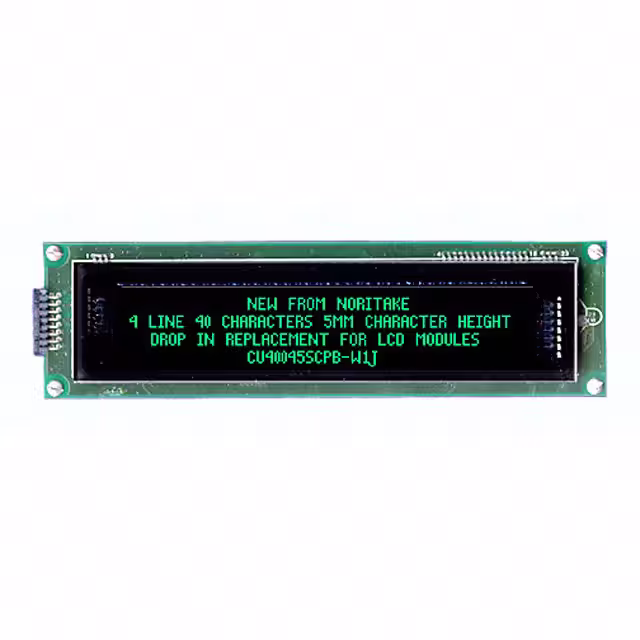 NEW FROM NORITAKE
4 LINE 40 CHARACTERS 5MM CHARACTER HEIGHT
DROP IN REPLACEMENT FOR LCD MODULES
CU40045SCPB-W1J